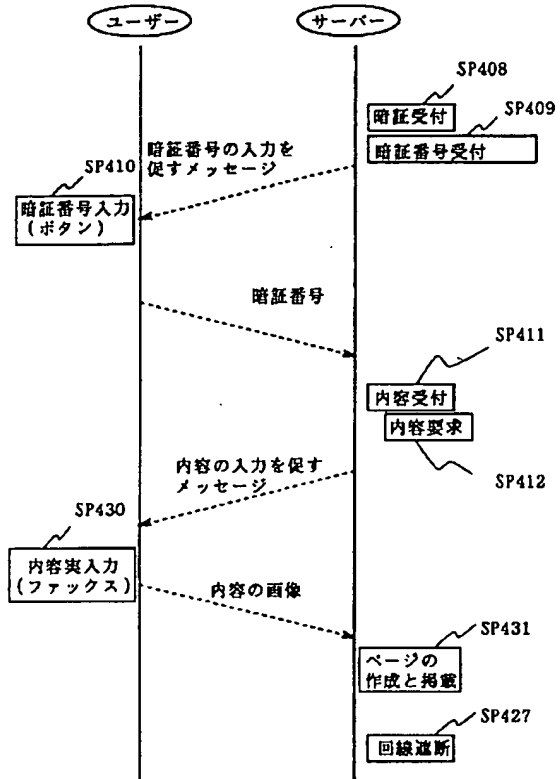 ユーザー
サーバー
SP408
暗証受付
SP409
暗証番号受付
暗証番号の入力を
促すメッセージ
SP410
暗証番号入力
(ボタン)
暗証番号
SP411
内容受付
内容要求
SP412
内容の入力を促す
メッセージ
SP430
内容実入力
(ファックス)
内容の画像
SP431
ページの
作成と掲載
SP427
回線遮断